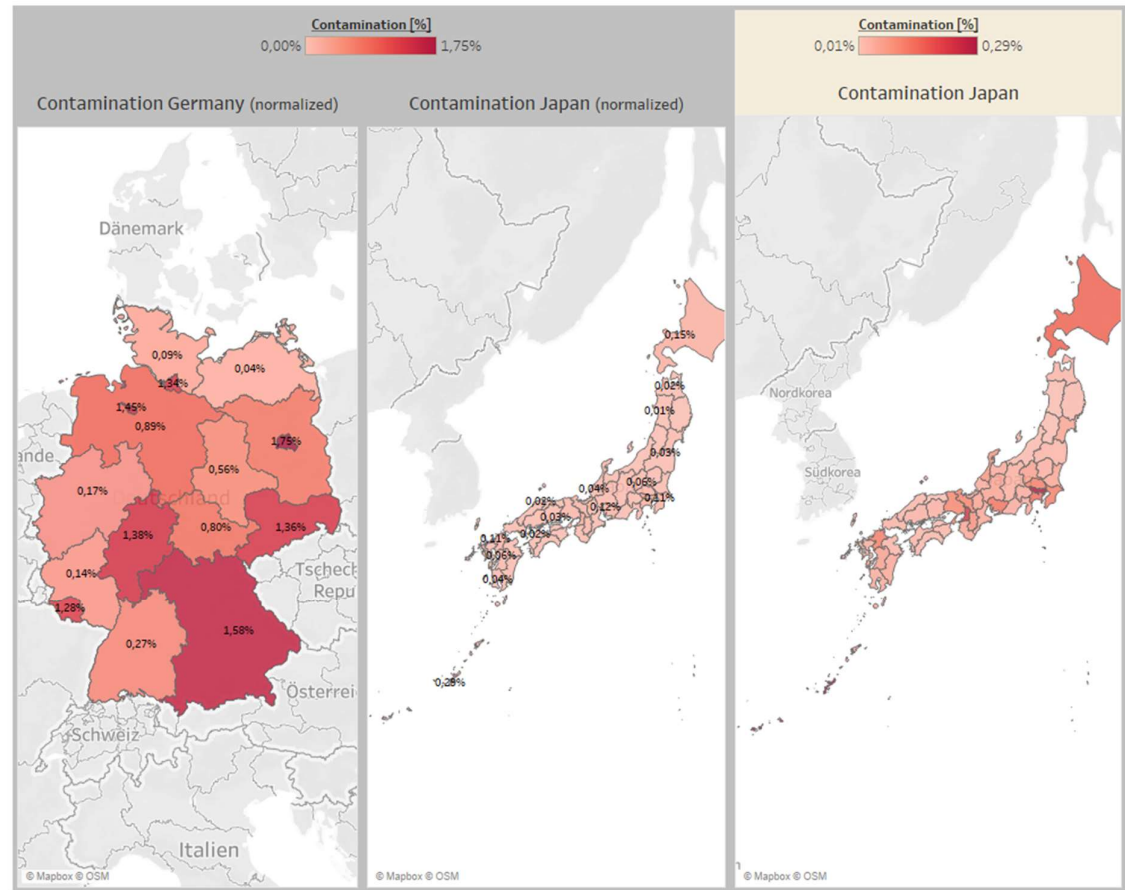 Contamination [%]
0,00% 1,75%
Contamination [%]
0,01% 0,29%
Contamination Germany (normalized)
Contamination Japan (normalized)
Contamination Japan
Dänemark
0,09%
0,04%
1,34%
1,45%
0,89%
1,75%
ande
0,56%
0,17%
0,80%
1,36%
1,38%
0,14%
Tschech
Repu
1,28%
0,27%
1,58%
Österrei
Schweiz
Italien
© Mapbox © OSM
0,15%
0,02%
0,01%
0,03%
0,06%
0,04%
0,11%
0,02%
0,12%
0,03%
0,11%
0,02%
0,06%
0,04%
© Mapbox © OSM
Nordkorea
Südkorea
© Mapbox © OSM